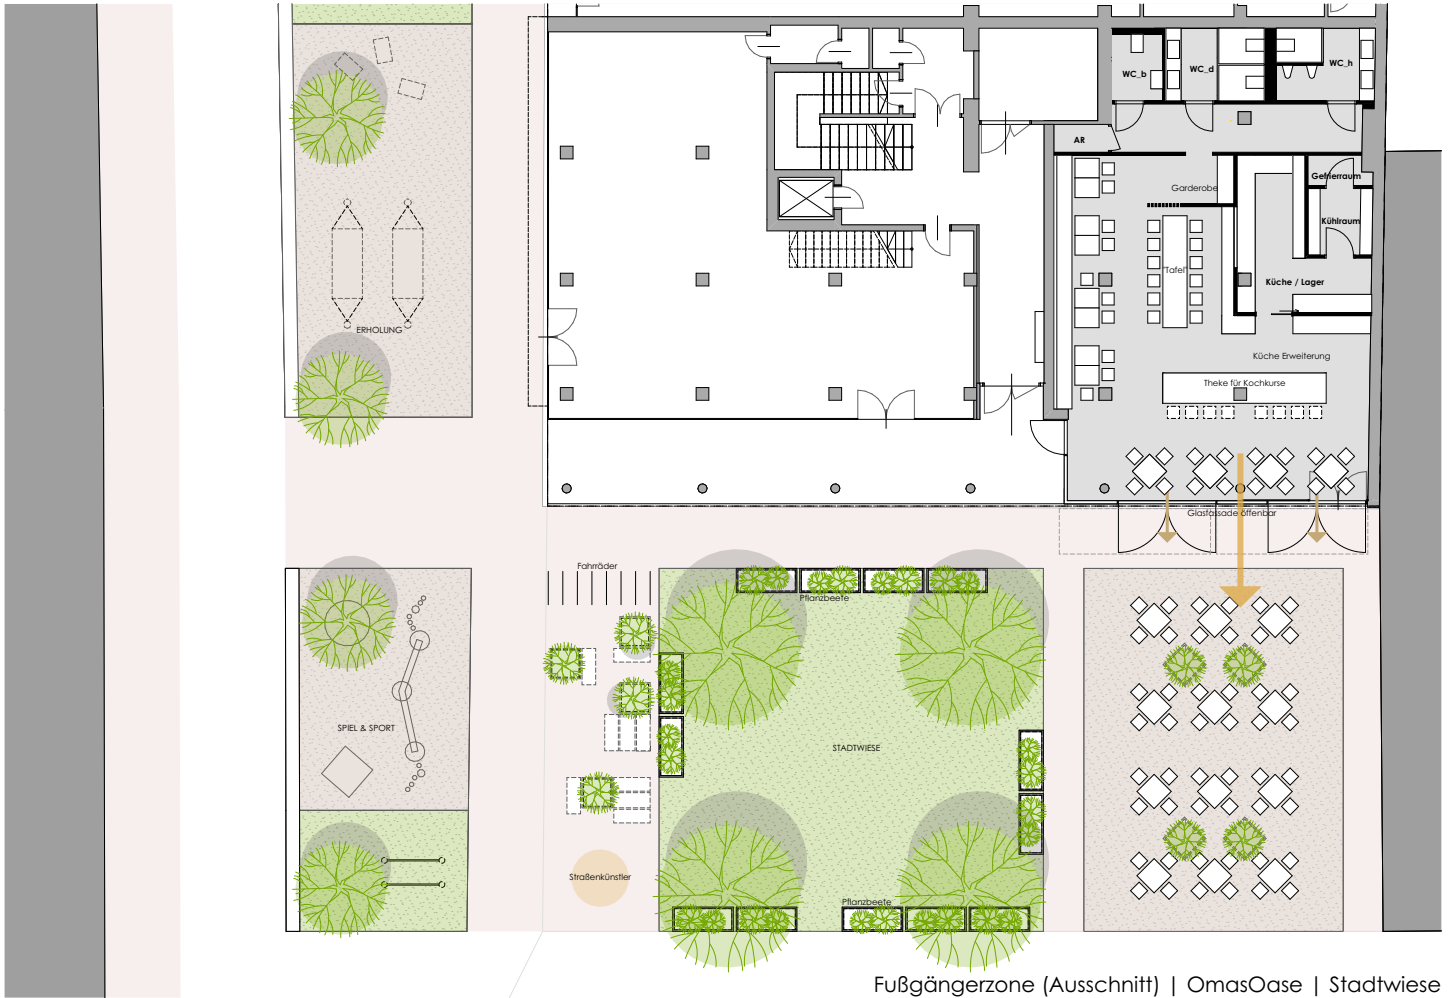 WC_b
WC_d
WC_h
AR
Gefrierraum
Garderobe
Kühlraum
"Tafel"
Küche / Lager
ERHOLUNG
Küche Erweiterung
Theke für Kochkurse
Glasfassade öffenbar
Fahrräder
Pflanzbeete
SPIEL & SPORT
STADTWIESE
Straßenkünstler
Pflanzbeete
Fußgängerzone (Ausschnitt) | OmasOase | Stadtwiese